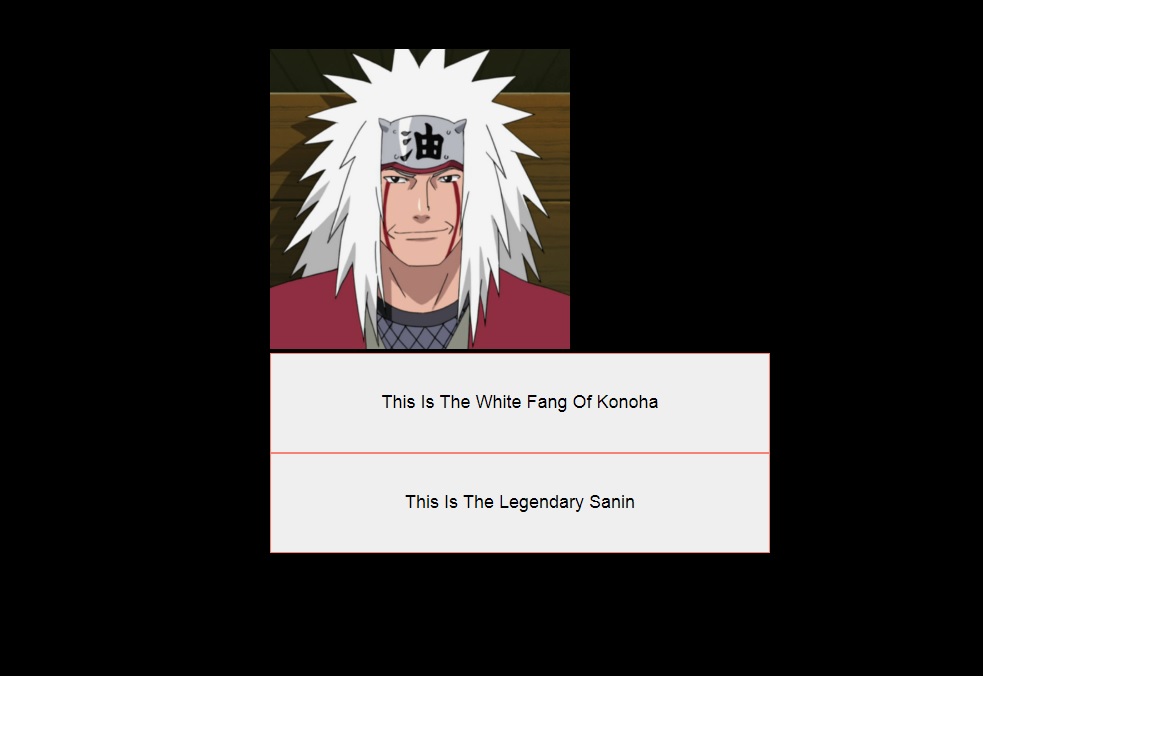 油
This Is The White Fang Of Konoha
This Is The Legendary Sanin